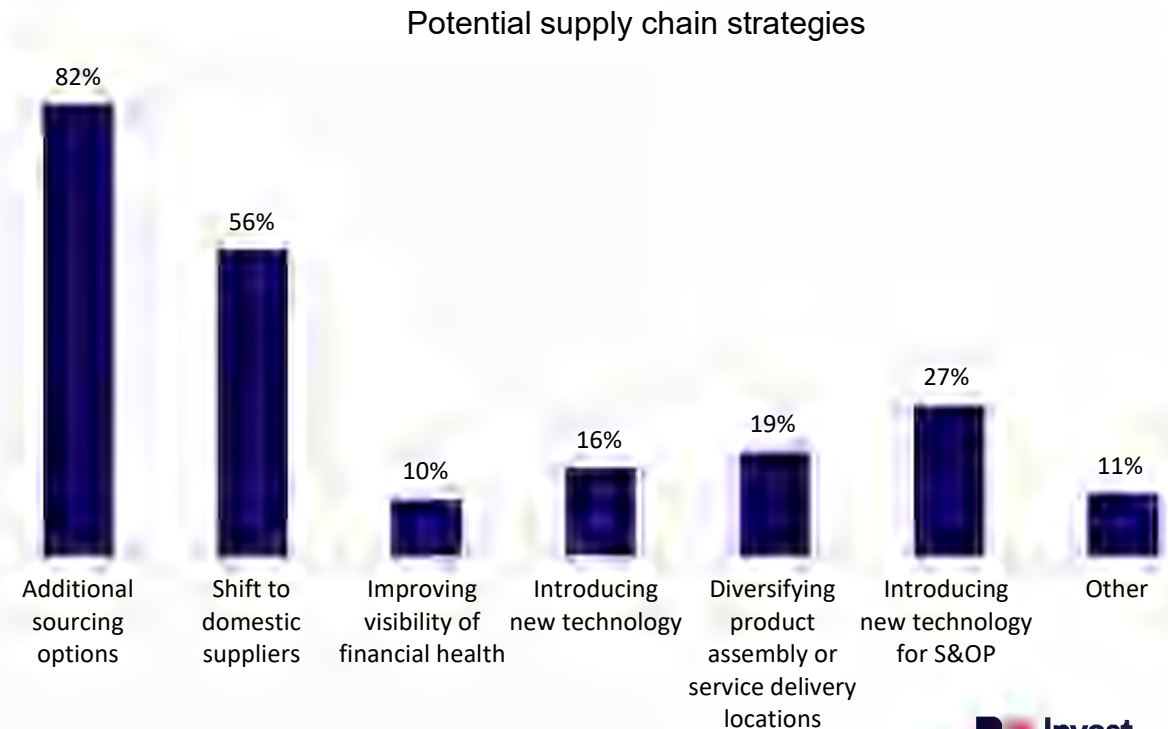 Potential supply chain strategies
82%
56%
10%
16%
19%
27%
11%
Additional
sourcing
options
Shift to
domestic
suppliers
Improving
visibility of
financial health
Introducing
new technology
Diversifying
product
assembly or
service delivery
locations
Introducing
new technology
for S&OP
Other
Invest